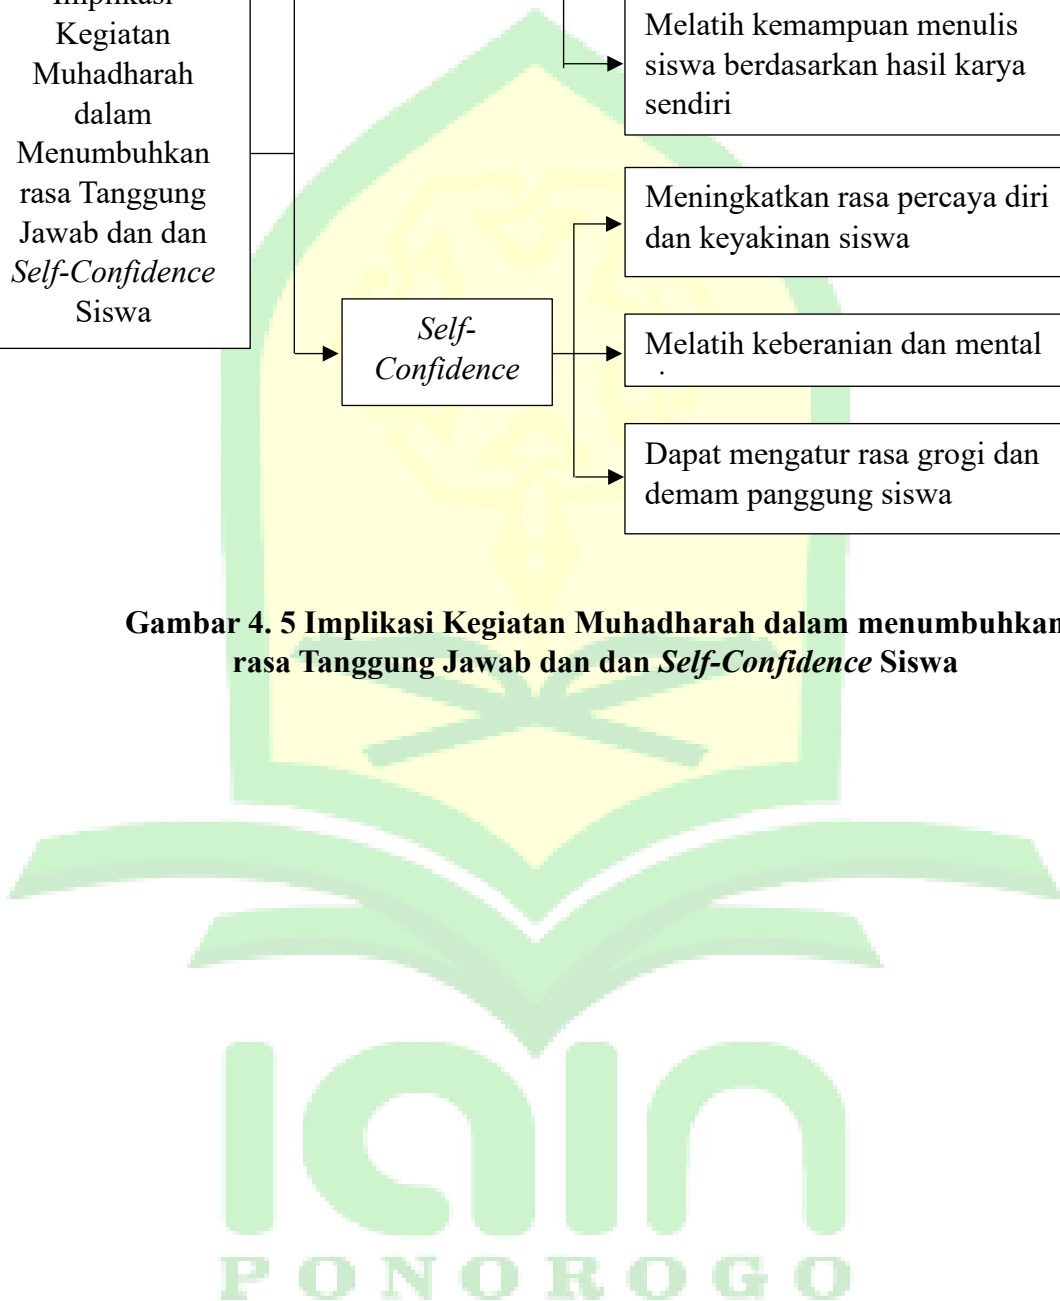 Implikasi
Kegiatan
Muhadharah
dalam
Menumbuhkan
rasa Tanggung
Jawab dan dan
Self-Confidence
Siswa
Melatih kemampuan menulis
siswa berdasarkan hasil karya
sendiri
Self-
Confidence
Meningkatkan rasa percaya diri
dan keyakinan siswa
Melatih keberanian dan mental
Dapat mengatur rasa grogi dan
demam panggung siswa
Gambar 4. 5 Implikasi Kegiatan Muhadharah dalam menumbuhkan
rasa Tanggung Jawab dan dan Self-Confidence Siswa
iain
PONOROGO